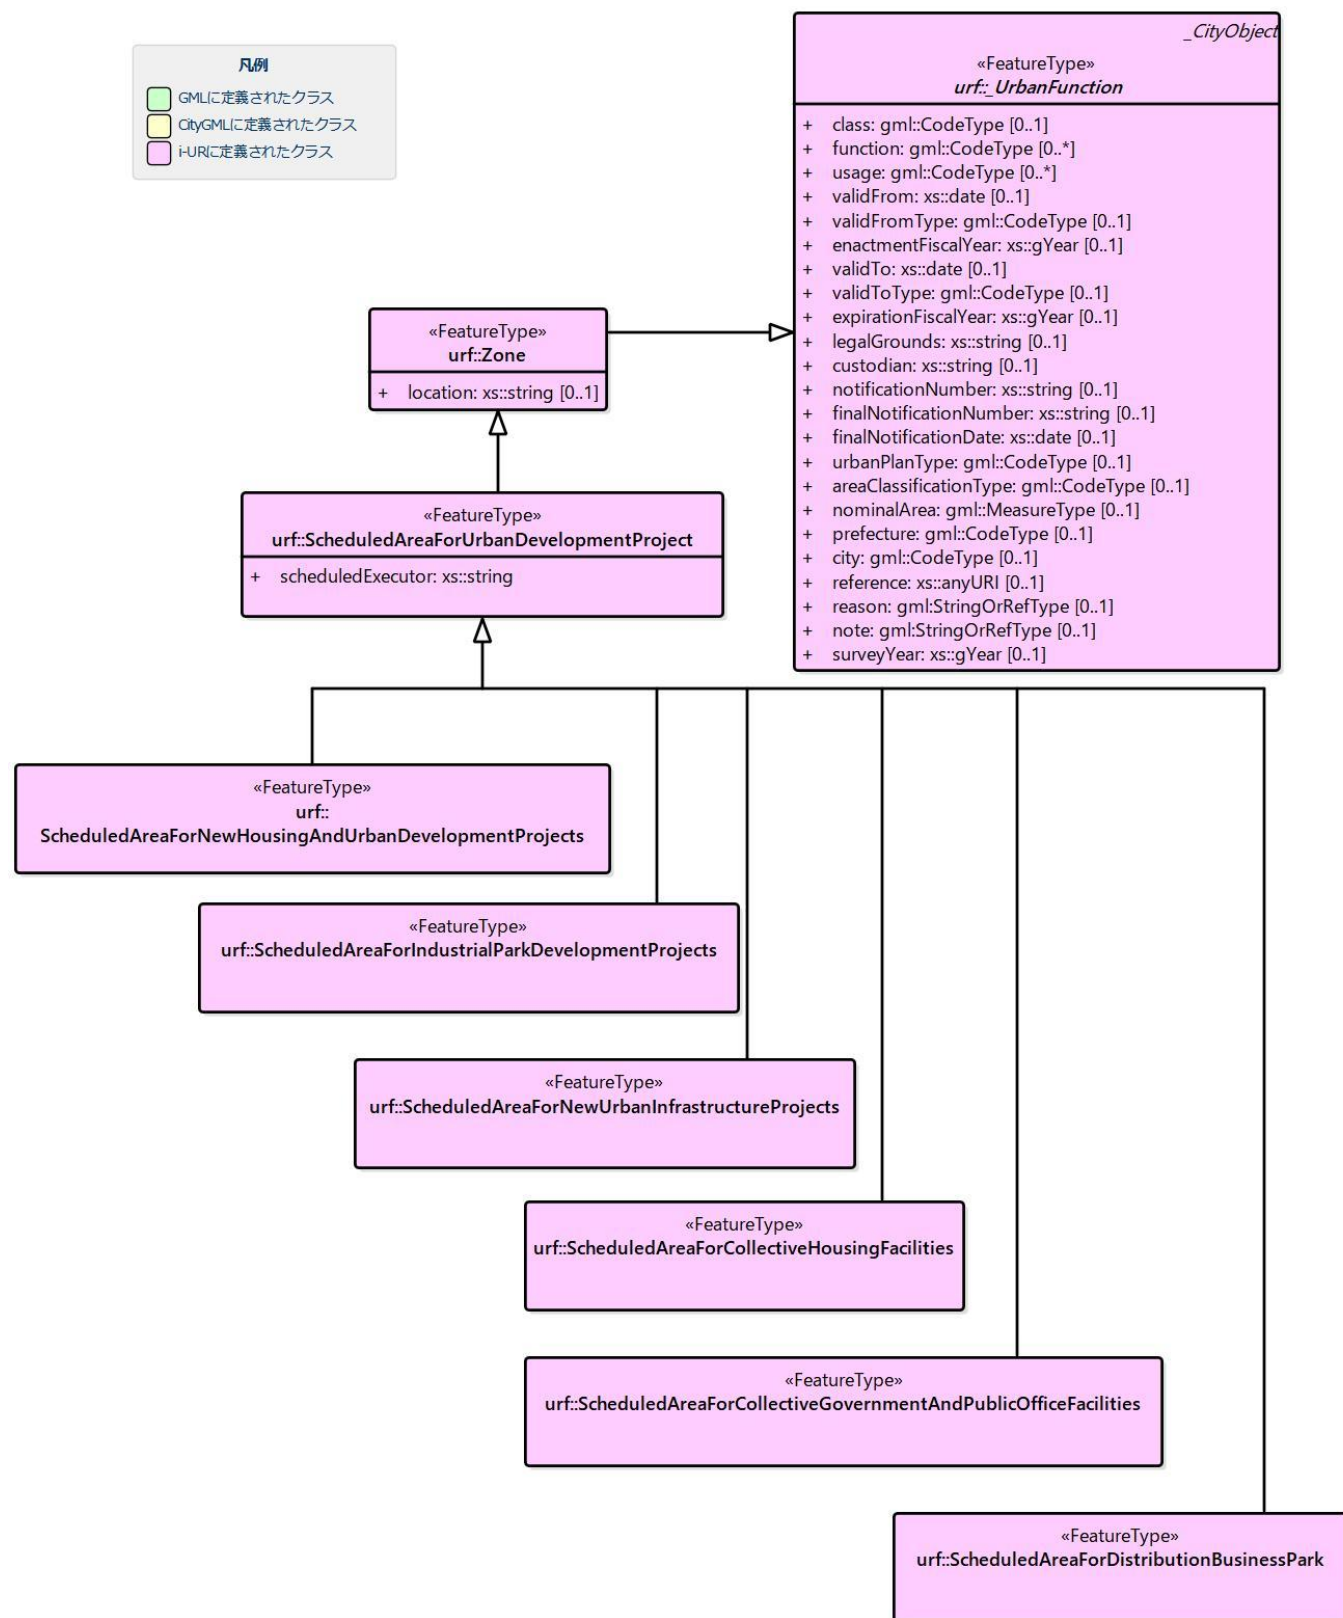 凡例
GMLに定義されたクラス
CityGMLに定義されたクラス
i-URに定義されたクラス
_CityObject
«FeatureType»
urf::_UrbanFunction
+ class: gml::CodeType [0..1]
+ function: gml::CodeType [0..*]
+ usage: gml::CodeType [0..*]
+ validFrom: xs::date [0..1]
+ validFromType: gml::CodeType [0..1]
+ enactmentFiscalYear: xs::gYear [0..1]
+ validTo: xs::date [0..1]
+ validToType: gml::CodeType [0..1]
+ expirationFiscalYear: xs::gYear [0..1]
+ legalGrounds: xs::string [0..1]
+ custodian: xs::string [0..1]
+ notificationNumber: xs::string [0..1]
+ finalNotificationNumber: xs::string [0..1]
+ finalNotificationDate: xs::date [0..1]
+ urbanPlanType: gml::CodeType [0..1]
+ areaClassificationType: gml::CodeType [0..1]
+ nominalArea: gml::MeasureType [0..1]
+ prefecture: gml::CodeType [0..1]
+ city: gml::CodeType [0..1]
+ reference: xs::anyURI [0..1]
+ reason: gml:StringOrRefType [0..1]
+ note: gml:StringOrRefType [0..1]
+ surveyYear: xs::gYear [0..1]
«FeatureType»
urf::Zone
+ location: xs::string [0..1]
«FeatureType»
urf::ScheduledAreaForUrbanDevelopmentProject
+ scheduledExecutor: xs::string
«FeatureType»
urf::
ScheduledAreaForNewHousingAndUrbanDevelopmentProjects
«FeatureType»
urf::ScheduledAreaForIndustrialParkDevelopmentProjects
«FeatureType»
urf::ScheduledAreaForNewUrbanInfrastructureProjects
«FeatureType»
urf::ScheduledAreaForCollectiveHousingFacilities
«FeatureType»
urf::ScheduledAreaForCollectiveGovernmentAndPublicOfficeFacilities
«FeatureType»
urf::ScheduledAreaForDistributionBusinessPark